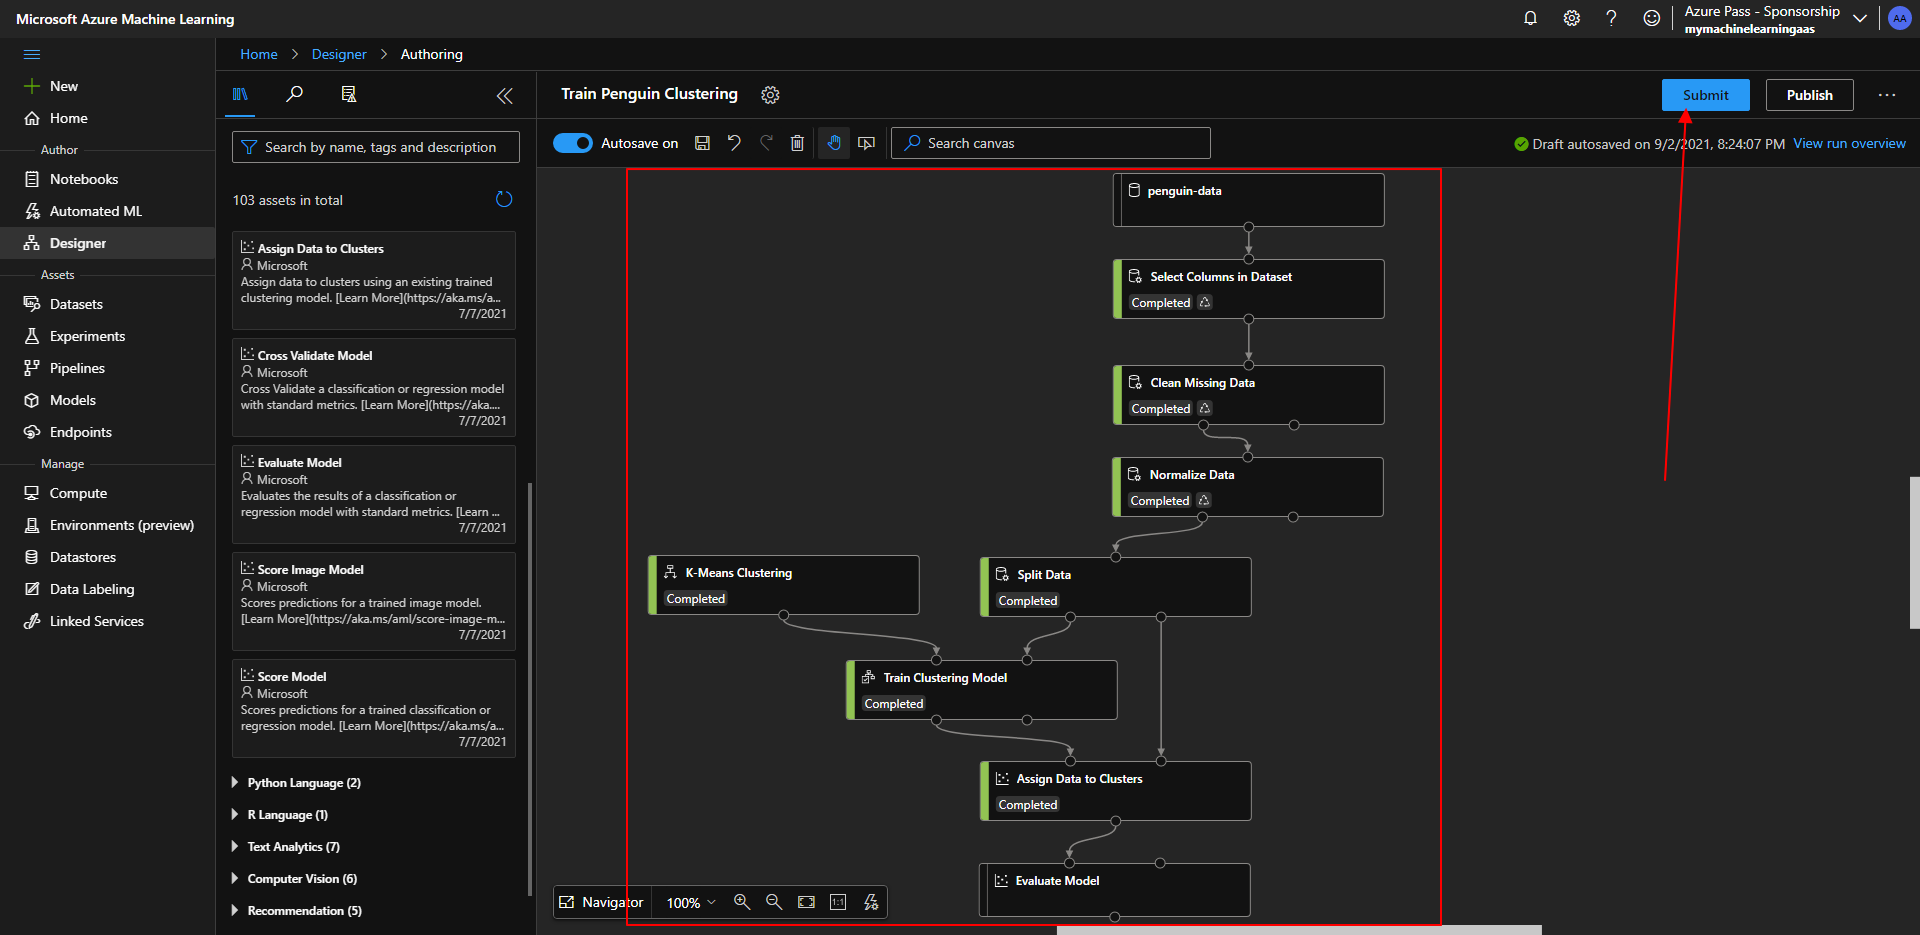 Microsoft Azure Machine Learning
Azure Pass - Sponsorship
mymachinelearningaas
AA
New
Home
Author
Notebooks
Automated ML
Designer
Assets
Datasets
Experiments
Pipelines
Models
Endpoints
Manage
Compute
Environments (preview)
Datastores
Data Labeling
Linked Services
Home > Designer > Authoring
Search by name, tags and description
103 assets in total
Assign Data to Clusters
Microsoft
Assign data to clusters using an existing trained
clustering model. [Learn More](https://aka.ms/a...
7/7/2021
Cross Validate Model
Microsoft
Cross Validate a classification or regression model
with standard metrics. [Learn More](https://aka....
7/7/2021
Evaluate Model
Microsoft
Evaluates the results of a classification or
regression model with standard metrics. [Learn ...
7/7/2021
Score Image Model
Microsoft
Scores predictions for a trained image model.
[Learn More](https://aka.ms/aml/score-image-m...
7/7/2021
Score Model
Microsoft
Scores predictions for a trained classification or
regression model. [Learn More](https://aka.ms/a...
7/7/2021
Python Language (2)
R Language (1)
Text Analytics (7)
Computer Vision (6)
Recommendation (5)
Train Penguin Clustering
Submit
Publish
Autosave on
Search canvas
Draft autosaved on 9/2/2021, 8:24:07 PM
View run overview
penguin-data
Select Columns in Dataset
Completed
Clean Missing Data
Completed
Normalize Data
Completed
K-Means Clustering
Completed
Split Data
Completed
Train Clustering Model
Completed
Assign Data to Clusters
Completed
Evaluate Model
Navigator
100%
1:1